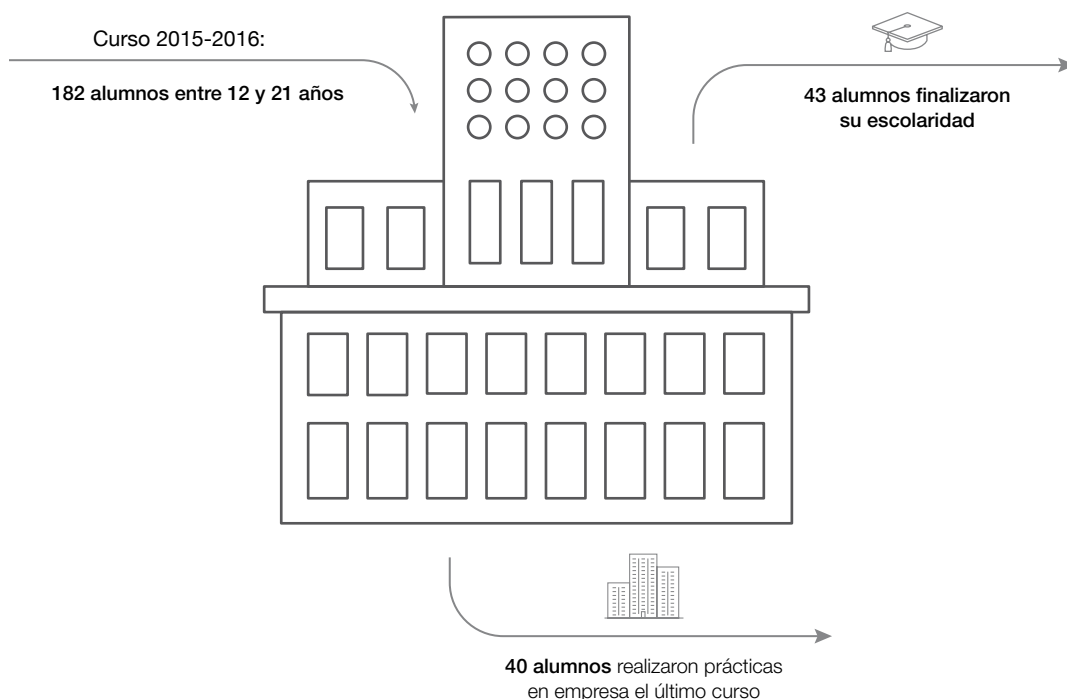 Curso 2015-2016:
182 alumnos entre 12 y 21 años
43 alumnos finalizaron
su escolaridad
40 alumnos realizaron prácticas
en empresa el último curso